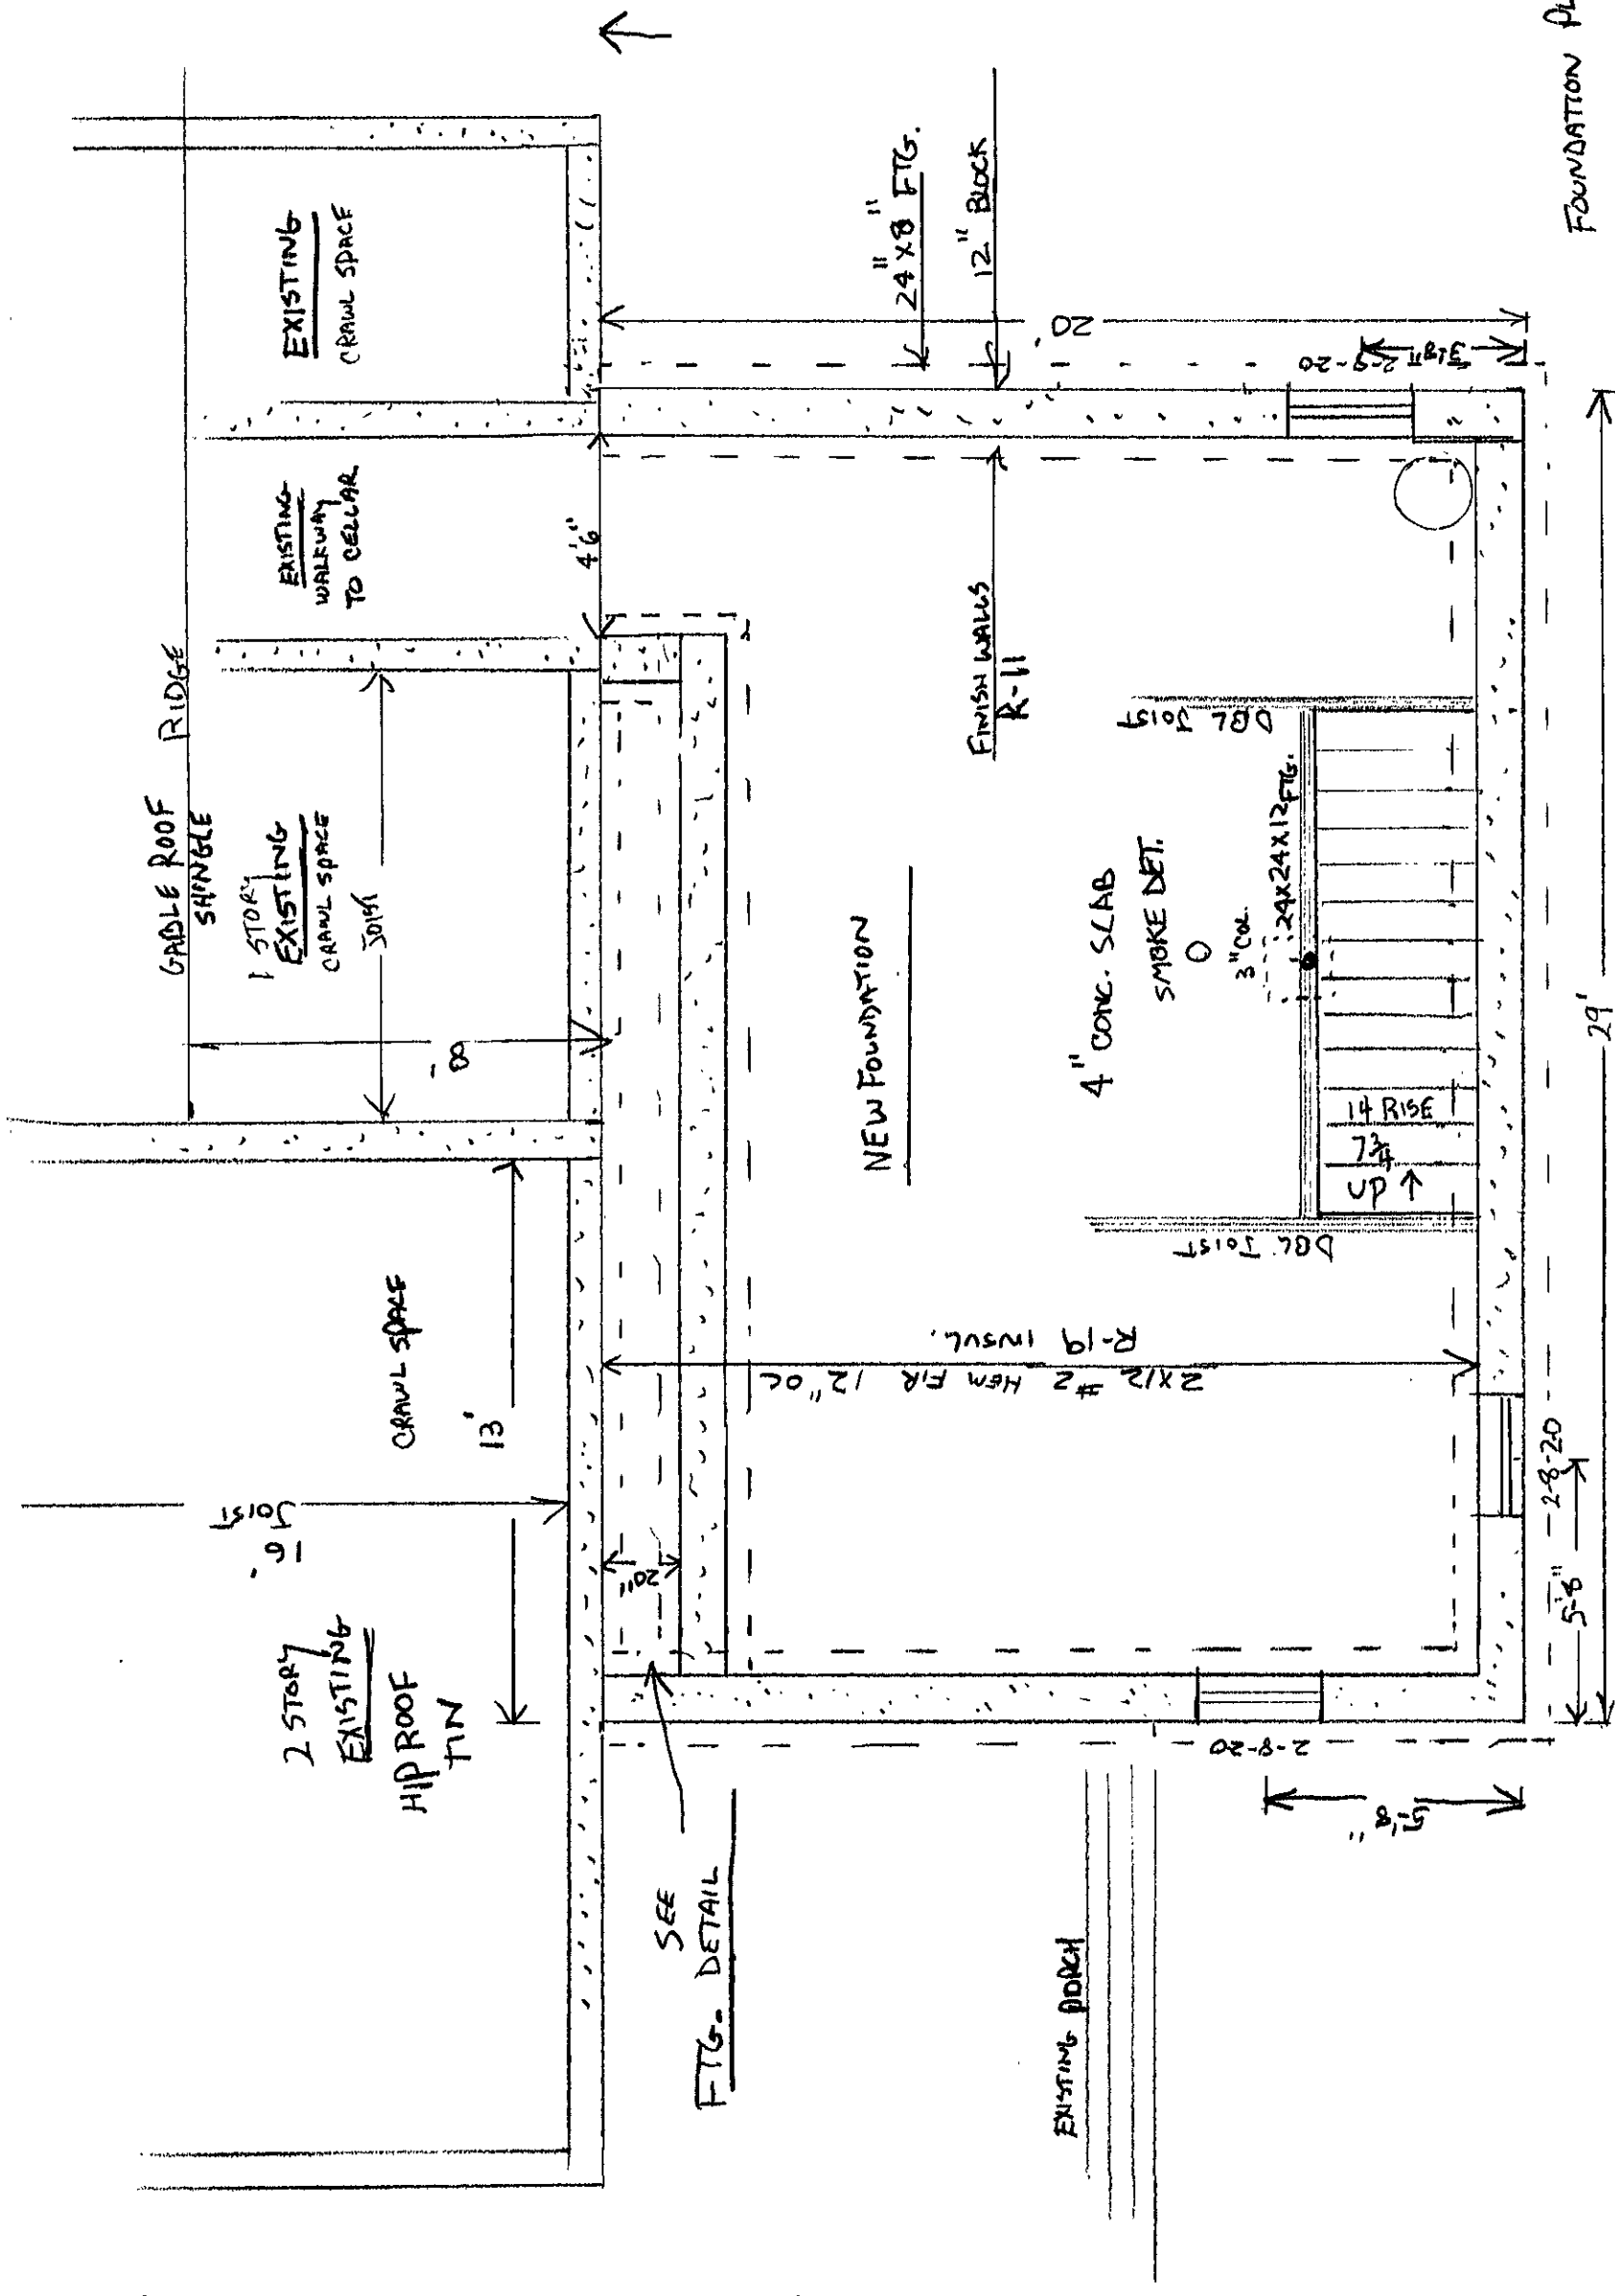 GABLE ROOF RIDGE
SHINGLE
2 STORY
EXISTING
HIP ROOF
TIN
16'
JOIST
CRAWL SPACE
13'
1 STORY
EXISTING
CRAWL SPACE
JOIST
8'
EXISTING
WALKWAY
TO CELLAR
EXISTING
CRAWL SPACE
4'6"
20"
SEE
FTG. DETAIL
24"X8" FTG.
12" BLOCK
NEW FOUNDATION
FINISH WALLS
R-11
2X12 #2 HEM FIR 12" OC
R-19 INSUL.
4" CONC. SLAB
SMOKE DET.
3" COL.
24X24X12 FTG.
DBL JOIST
DBL JOIST
14 RISE
7 3/4
UP
EXISTING PORCH
2-8-20
5'8"
2-8-20
5'-8"
2-8-20
20'
29'
FOUNDATION PL